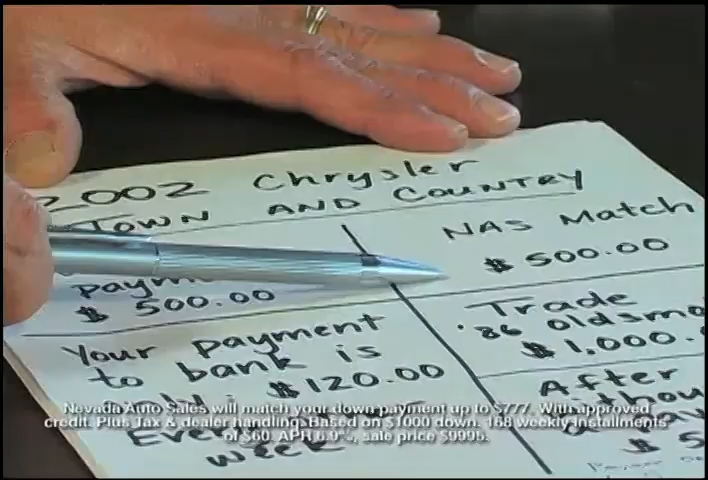 2002 Chrysler
TOWN AND COUNTRY
NAS Match
$500.00
$500.00
Trade
'86 oldsmo
$1,000.
Your payment
to bank is
$120.00
Every
week
After
$5
Nevada Auto Sales will match your down payment up to $777. With approved
credit. Plus Tax & dealer handling. Based on $1000 down. 168 weekly installments
of $60. APR 6.9%, sale price $9995.